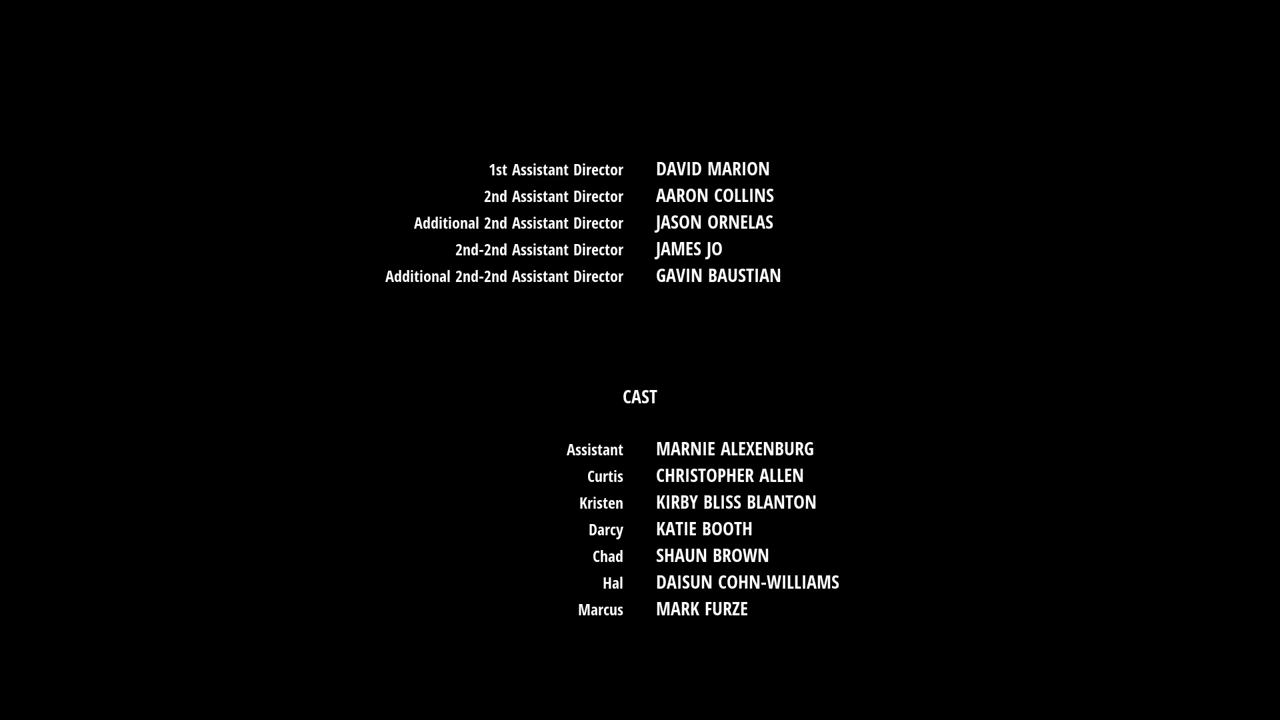 1st Assistant Director DAVID MARION
2nd Assistant Director AARON COLLINS
Additional 2nd Assistant Director JASON ORNELAS
2nd-2nd Assistant Director JAMES JO
Additional 2nd-2nd Assistant Director GAVIN BAUSTIAN
CAST
Assistant MARNIE ALEXENBURG
Curtis CHRISTOPHER ALLEN
Kristen KIRBY BLISS BLANTON
Darcy KATIE BOOTH
Chad SHAUN BROWN
Hal DAISUN COHN-WILLIAMS
Marcus MARK FURZE